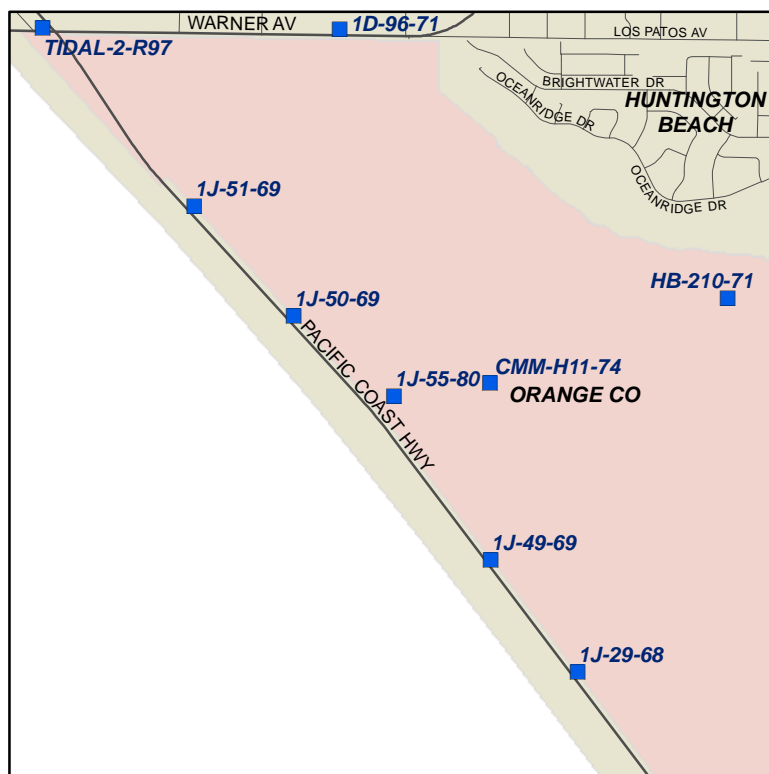 WARNER AV
1D-96-71
LOS PATOS AV
TIDAL-2-R97
BRIGHTWATER DR
OCEANRIDGE DR
HUNTINGTON
BEACH
OCEANRIDGE DR
1J-51-69
HB-210-71
1J-50-69
PACIFIC COAST HWY
1J-55-80
CMM-H11-74
ORANGE CO
1J-49-69
1J-29-68